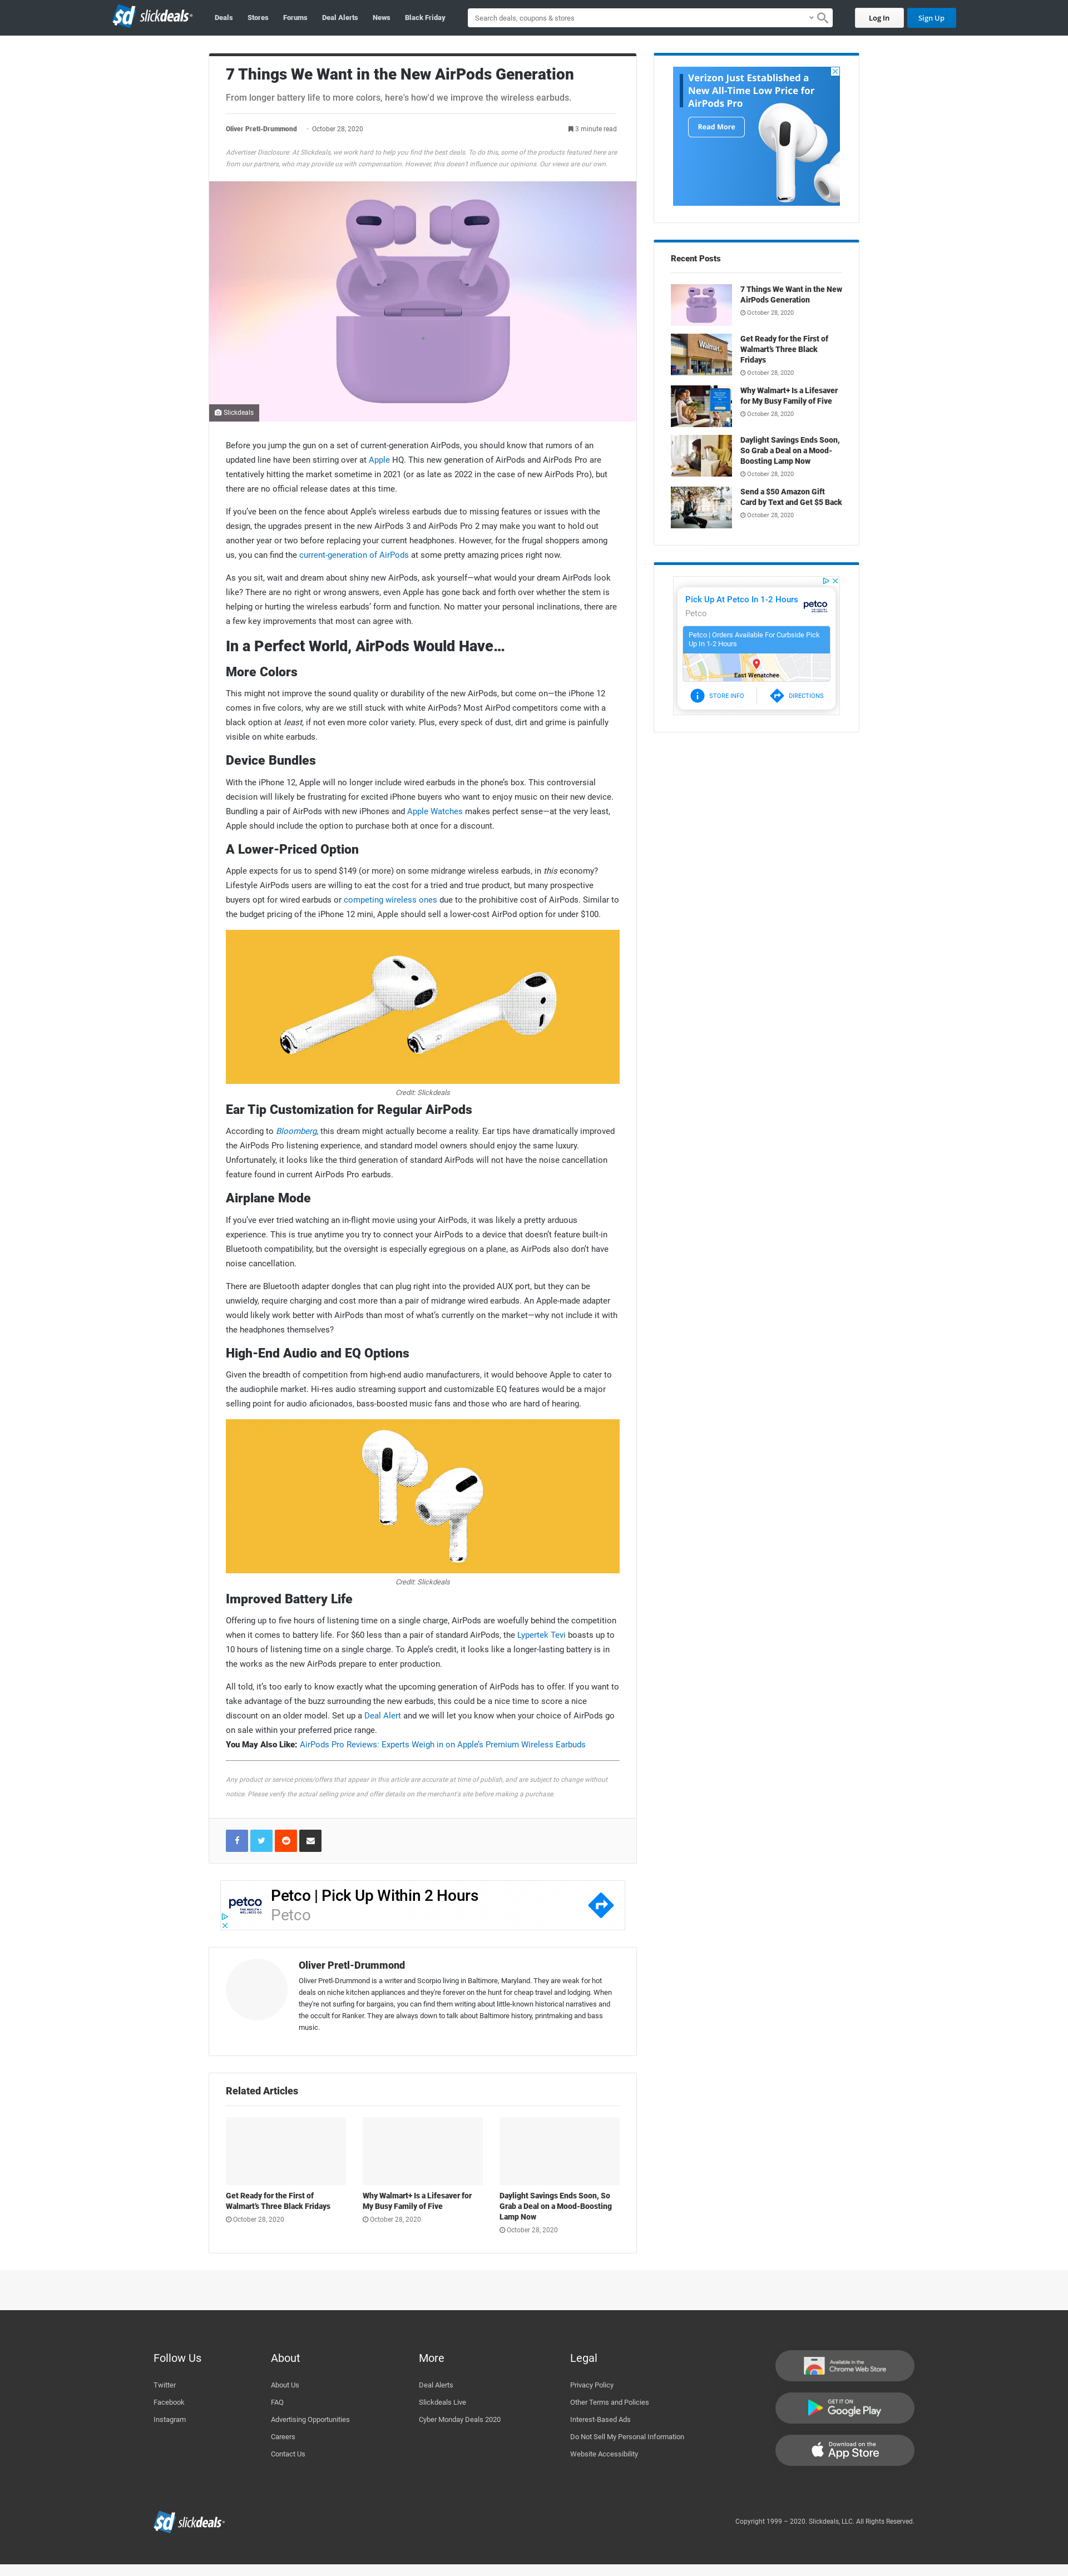 sd slickdeals
Deals
Stores
Forums
Deal Alerts
News
Black Friday
Search deals, coupons & stores
Log In
Sign Up
7 Things We Want in the New AirPods Generation
From longer battery life to more colors, here's how'd we improve the wireless earbuds.
Oliver Pretl-Drummond · October 28, 2020
3 minute read
Advertiser Disclosure: At Slickdeals, we work hard to help you find the best deals. To do this, some of the products featured here are
from our partners, who may provide us with compensation. However, this doesn't influence our opinions. Our views are our own.
Slickdeals
Before you jump the gun on a set of current-generation AirPods, you should know that rumors of an
updated line have been stirring over at Apple HQ. This new generation of AirPods and AirPods Pro are
tentatively hitting the market sometime in 2021 (or as late as 2022 in the case of new AirPods Pro), but
there are no official release dates at this time.
If you've been on the fence about Apple's wireless earbuds due to missing features or issues with the
design, the upgrades present in the new AirPods 3 and AirPods Pro 2 may make you want to hold out
another year or two before replacing your current headphones. However, for the frugal shoppers among
us, you can find the current-generation of AirPods at some pretty amazing prices right now.
As you sit, wait and dream about shiny new AirPods, ask yourself—what would your dream AirPods look
like? There are no right or wrong answers, even Apple has gone back and forth over whether the stem is
helping or hurting the wireless earbuds' form and function. No matter your personal inclinations, there are
a few key improvements that most can agree with.
In a Perfect World, AirPods Would Have…
More Colors
This might not improve the sound quality or durability of the new AirPods, but come on—the iPhone 12
comes in five colors, why are we still stuck with white AirPods? Most AirPod competitors come with a
black option at least, if not even more color variety. Plus, every speck of dust, dirt and grime is painfully
visible on white earbuds.
Device Bundles
With the iPhone 12, Apple will no longer include wired earbuds in the phone's box. This controversial
decision will likely be frustrating for excited iPhone buyers who want to enjoy music on their new device.
Bundling a pair of AirPods with new iPhones and Apple Watches makes perfect sense—at the very least,
Apple should include the option to purchase both at once for a discount.
A Lower-Priced Option
Apple expects for us to spend $149 (or more) on some midrange wireless earbuds, in this economy?
Lifestyle AirPods users are willing to eat the cost for a tried and true product, but many prospective
buyers opt for wired earbuds or competing wireless ones due to the prohibitive cost of AirPods. Similar to
the budget pricing of the iPhone 12 mini, Apple should sell a lower-cost AirPod option for under $100.
Credit: Slickdeals
Ear Tip Customization for Regular AirPods
According to Bloomberg, this dream might actually become a reality. Ear tips have dramatically improved
the AirPods Pro listening experience, and standard model owners should enjoy the same luxury.
Unfortunately, it looks like the third generation of standard AirPods will not have the noise cancellation
feature found in current AirPods Pro earbuds.
Airplane Mode
If you've ever tried watching an in-flight movie using your AirPods, it was likely a pretty arduous
experience. This is true anytime you try to connect your AirPods to a device that doesn't feature built-in
Bluetooth compatibility, but the oversight is especially egregious on a plane, as AirPods also don't have
noise cancellation.
There are Bluetooth adapter dongles that can plug right into the provided AUX port, but they can be
unwieldy, require charging and cost more than a pair of midrange wired earbuds. An Apple-made adapter
would likely work better with AirPods than most of what's currently on the market—why not include it with
the headphones themselves?
High-End Audio and EQ Options
Given the breadth of competition from high-end audio manufacturers, it would behoove Apple to cater to
the audiophile market. Hi-res audio streaming support and customizable EQ features would be a major
selling point for audio aficionados, bass-boosted music fans and those who are hard of hearing.
Credit: Slickdeals
Improved Battery Life
Offering up to five hours of listening time on a single charge, AirPods are woefully behind the competition
when it comes to battery life. For $60 less than a pair of standard AirPods, the Lypertek Tevi boasts up to
10 hours of listening time on a single charge. To Apple's credit, it looks like a longer-lasting battery is in
the works as the new AirPods prepare to enter production.
All told, it's too early to know exactly what the upcoming generation of AirPods has to offer. If you want to
take advantage of the buzz surrounding the new earbuds, this could be a nice time to score a nice
discount on an older model. Set up a Deal Alert and we will let you know when your choice of AirPods go
on sale within your preferred price range.
You May Also Like: AirPods Pro Reviews: Experts Weigh in on Apple's Premium Wireless Earbuds
Any product or service prices/offers that appear in this article are accurate at time of publish, and are subject to change without
notice. Please verify the actual selling price and offer details on the merchant's site before making a purchase.
petco
Petco | Pick Up Within 2 Hours
Petco
Oliver Pretl-Drummond
Oliver Pretl-Drummond is a writer and Scorpio living in Baltimore, Maryland. They are weak for hot
deals on niche kitchen appliances and they're forever on the hunt for cheap travel and lodging. When
they're not surfing for bargains, you can find them writing about little-known historical narratives and
the occult for Ranker. They are always down to talk about Baltimore history, printmaking and bass
music.
Related Articles
Get Ready for the First of
Walmart's Three Black Fridays
October 28, 2020
Why Walmart+ Is a Lifesaver for
My Busy Family of Five
October 28, 2020
Daylight Savings Ends Soon, So
Grab a Deal on a Mood-Boosting
Lamp Now
October 28, 2020
Verizon Just Established a
New All-Time Low Price for
AirPods Pro
Read More
Recent Posts
7 Things We Want in the New
AirPods Generation
October 28, 2020
Walmart
Get Ready for the First of
Walmart's Three Black
Fridays
October 28, 2020
Why Walmart+ Is a Lifesaver
for My Busy Family of Five
October 28, 2020
Daylight Savings Ends Soon,
So Grab a Deal on a Mood-
Boosting Lamp Now
October 28, 2020
Send a $50 Amazon Gift
Card by Text and Get $5 Back
October 28, 2020
Pick Up At Petco In 1-2 Hours
Petco
petco
Petco | Orders Available For Curbside Pick
Up In 1-2 Hours
East Wenatchee
STORE INFO
DIRECTIONS
Follow Us
Twitter
Facebook
Instagram
About
About Us
FAQ
Advertising Opportunities
Careers
Contact Us
More
Deal Alerts
Slickdeals Live
Cyber Monday Deals 2020
Legal
Privacy Policy
Other Terms and Policies
Interest-Based Ads
Do Not Sell My Personal Information
Website Accessibility
Available in the
Chrome Web Store
GET IT ON
Google Play
Download on the
App Store
sd slickdeals
Copyright 1999 – 2020. Slickdeals, LLC. All Rights Reserved.